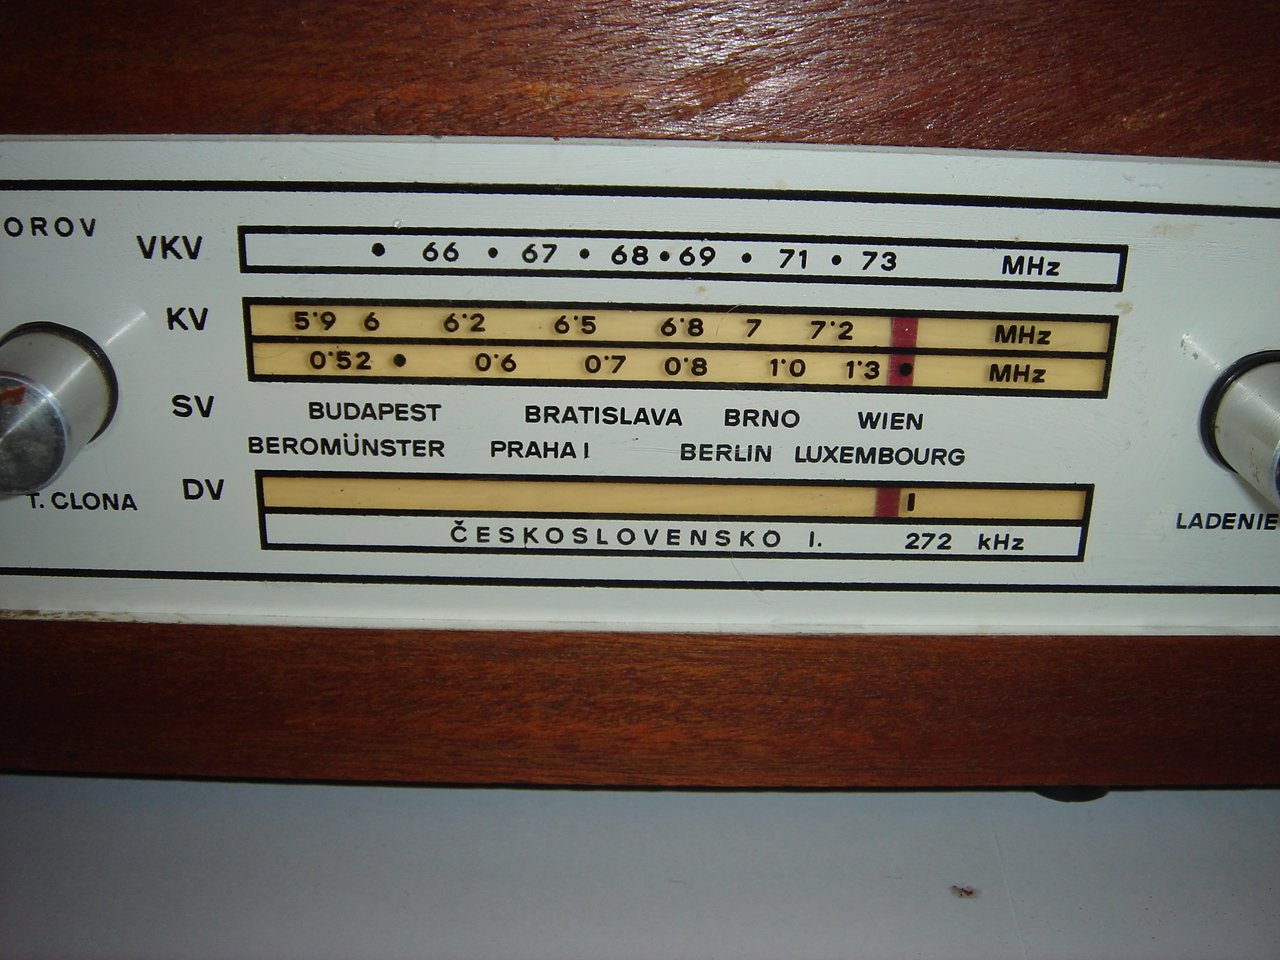 OROV
VKV 66 67 68 69 71 73 MHz
KV 5.9 6 6.2 6.5 6.8 7 7.2 MHz
0.52 0.6 0.7 0.8 1.0 1.3 MHz
SV BUDAPEST BRATISLAVA BRNO WIEN
BEROMÜNSTER PRAHA I BERLIN LUXEMBOURG
DV
T. CLONA
LADENIE
ČESKOSLOVENSKO I. 272 kHz